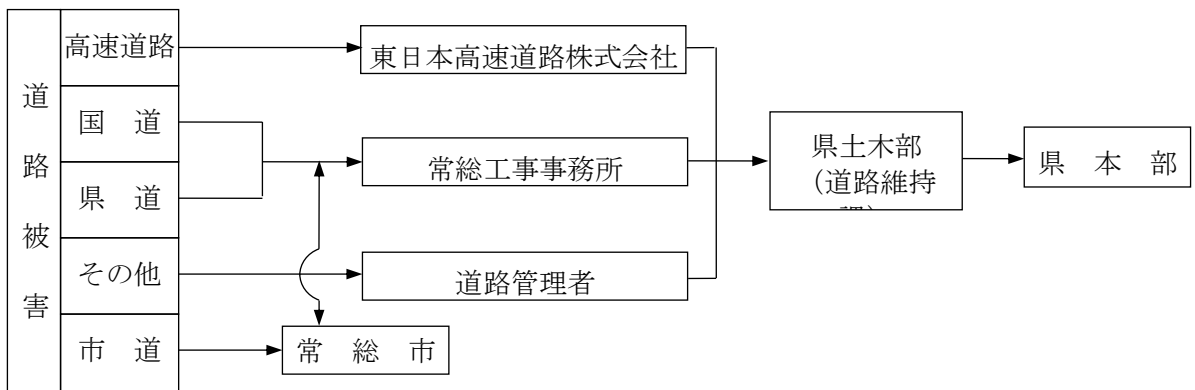 道路被害
高速道路
国道
県道
その他
市道
東日本高速道路株式会社
常総工事事務所
道路管理者
常総市
県土木部
（道路維持
県本部